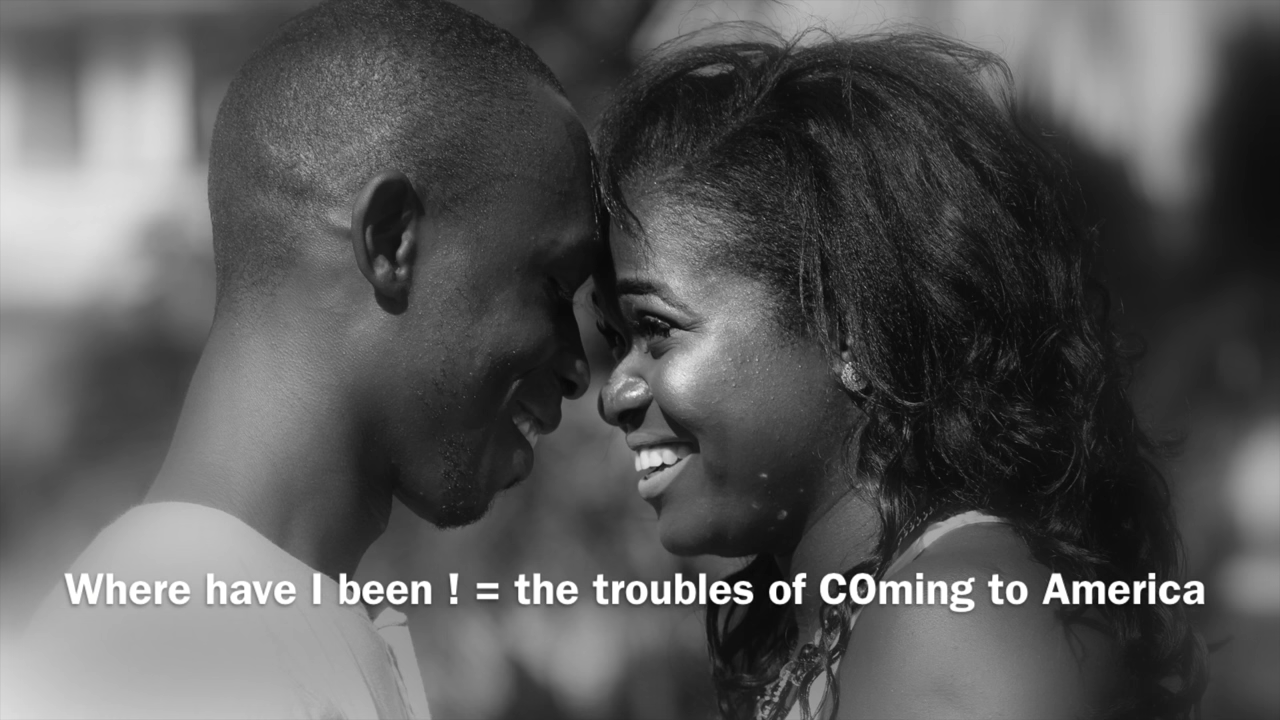 Where have I been ! = the troubles of COming to America